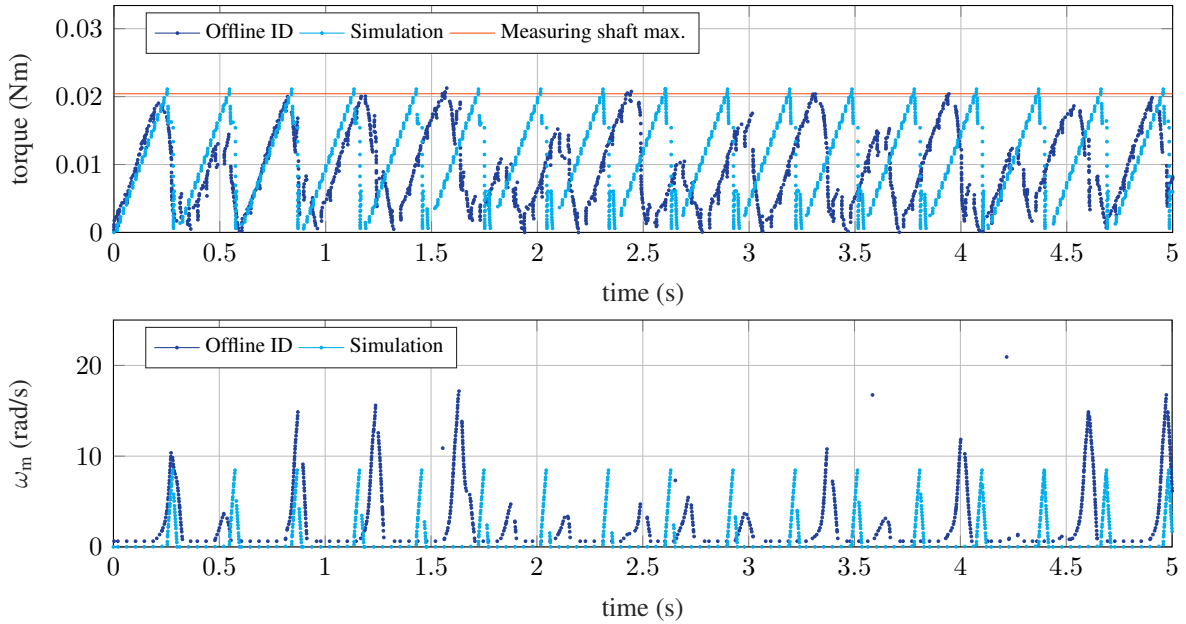 0.03
0.02
0.01
0
torque (Nm)
Offline ID Simulation Measuring shaft max.
0 0.5 1 1.5 2 2.5 3 3.5 4 4.5 5
time (s)
20
10
0
ωm (rad/s)
Offline ID Simulation
0 0.5 1 1.5 2 2.5 3 3.5 4 4.5 5
time (s)